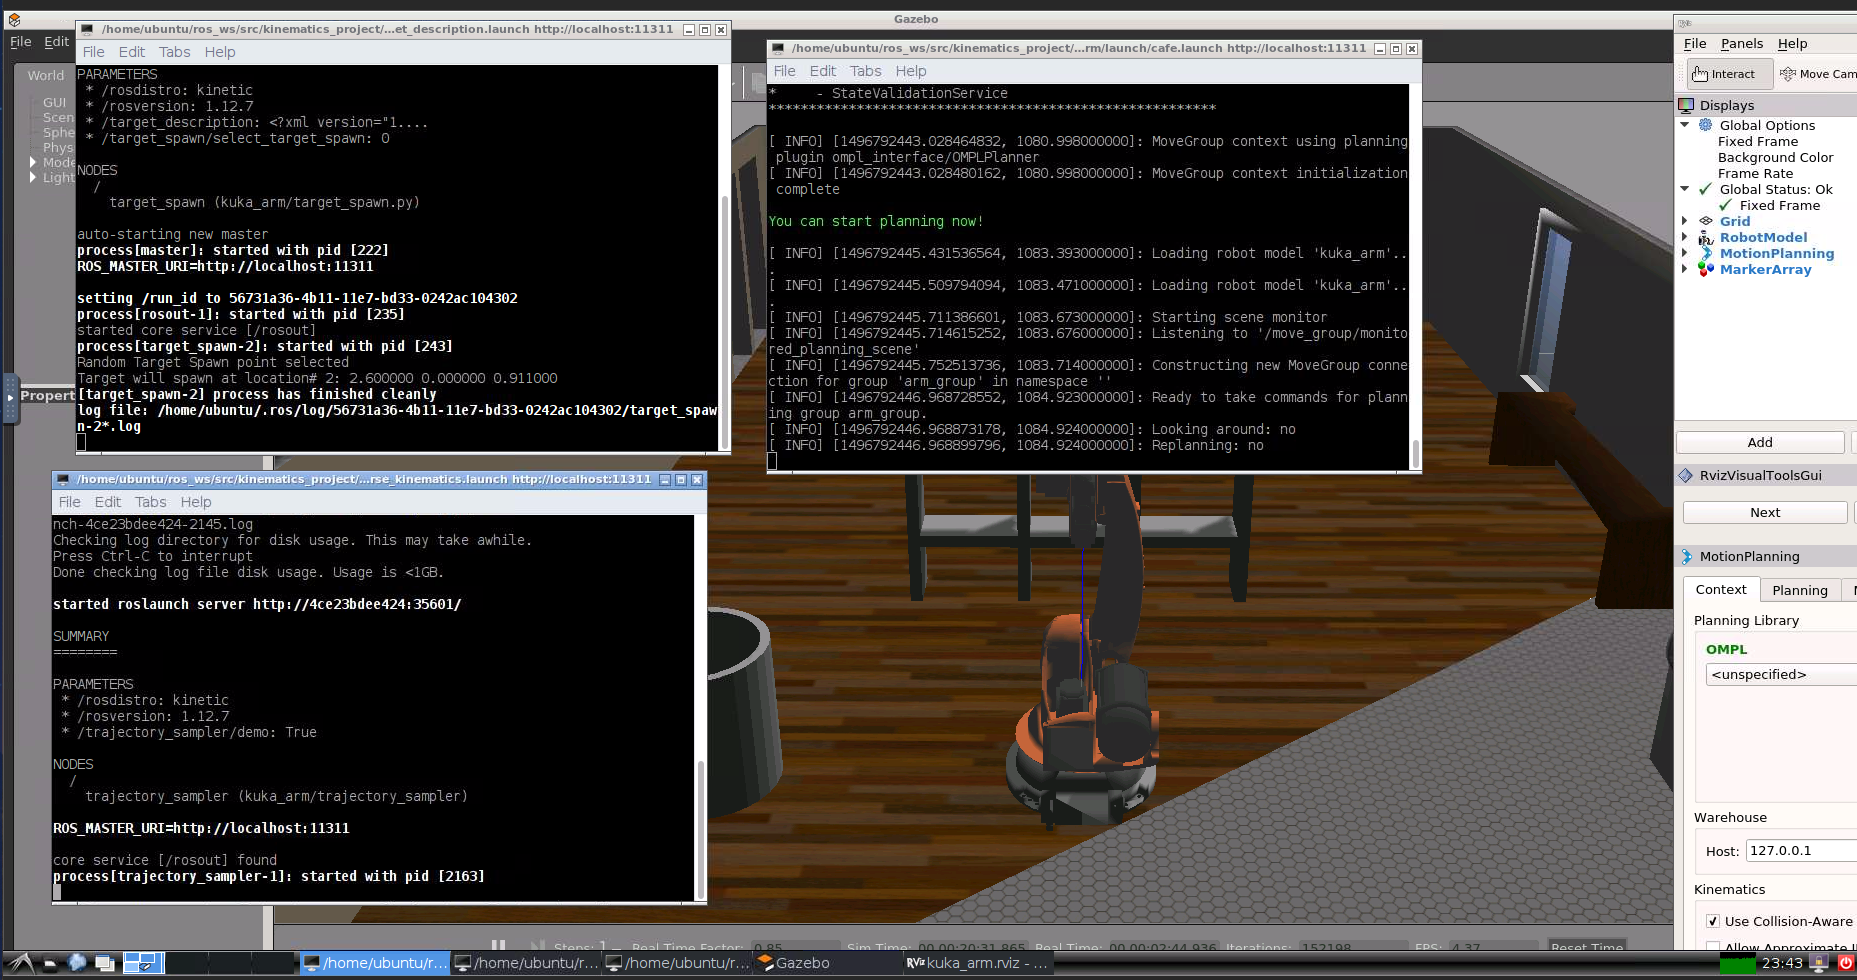 Gazebo
File Edit
World
GUI
Scen
Sphe
Phys
Mode
Light
Propert
/home/ubuntu/ros_ws/src/kinematics_project/...et_description.launch http://localhost:11311
File Edit Tabs Help
PARAMETERS
* /rosdistro: kinetic
* /rosversion: 1.12.7
* /target_description: <?xml version="1....
* /target_spawn/select_target_spawn: 0
NODES
/
target_spawn (kuka_arm/target_spawn.py)
auto-starting new master
process[master]: started with pid [222]
ROS_MASTER_URI=http://localhost:11311
setting /run_id to 56731a36-4b11-11e7-bd33-0242ac104302
process[rosout-1]: started with pid [235]
started core service [/rosout]
process[target_spawn-2]: started with pid [243]
Random Target Spawn point selected
Target will spawn at location# 2: 2.600000 0.000000 0.911000
[target_spawn-2] process has finished cleanly
log file: /home/ubuntu/.ros/log/56731a36-4b11-11e7-bd33-0242ac104302/target_spaw
n-2*.log
/home/ubuntu/ros_ws/src/kinematics_project/...rm/launch/cafe.launch http://localhost:11311
File Edit Tabs Help
* - StateValidationService
********************************************************
[ INFO] [1496792443.028464832, 1080.998000000]: MoveGroup context using planning
plugin ompl_interface/OMPLPlanner
[ INFO] [1496792443.028480162, 1080.998000000]: MoveGroup context initialization
complete
You can start planning now!
[ INFO] [1496792445.431536564, 1083.393000000]: Loading robot model 'kuka_arm'..
.
[ INFO] [1496792445.509794094, 1083.471000000]: Loading robot model 'kuka_arm'..
.
[ INFO] [1496792445.711386601, 1083.673000000]: Starting scene monitor
[ INFO] [1496792445.714615252, 1083.676000000]: Listening to '/move_group/monito
red_planning_scene'
[ INFO] [1496792445.752513736, 1083.714000000]: Constructing new MoveGroup conne
ction for group 'arm_group' in namespace ''
[ INFO] [1496792446.968728552, 1084.923000000]: Ready to take commands for plann
ing group arm_group.
[ INFO] [1496792446.968873178, 1084.924000000]: Looking around: no
[ INFO] [1496792446.968899796, 1084.924000000]: Replanning: no
/home/ubuntu/ros_ws/src/kinematics_project/...rse_kinematics.launch http://localhost:11311
File Edit Tabs Help
nch-4ce23bdee424-2145.log
Checking log directory for disk usage. This may take awhile.
Press Ctrl-C to interrupt
Done checking log file disk usage. Usage is <1GB.
started roslaunch server http://4ce23bdee424:35601/
SUMMARY
========
PARAMETERS
* /rosdistro: kinetic
* /rosversion: 1.12.7
* /trajectory_sampler/demo: True
NODES
/
trajectory_sampler (kuka_arm/trajectory_sampler)
ROS_MASTER_URI=http://localhost:11311
core service [/rosout] found
process[trajectory_sampler-1]: started with pid [2163]
File Panels Help
Interact Move Cam
Displays
Global Options
Fixed Frame
Background Color
Frame Rate
Global Status: Ok
Fixed Frame
Grid
RobotModel
MotionPlanning
MarkerArray
Add
RvizVisualToolsGui
Next
MotionPlanning
Context Planning
Planning Library
OMPL
<unspecified>
Warehouse
Host: 127.0.0.1
Kinematics
Use Collision-Aware
Allow Approximate
Steps: 1 Real Time Factor: 0.85 Sim Time: 00 00:20:31.865 Real Time: 00 00:02:44.936 Iterations: 152198 FPS: 4.37 Reset Time
/home/ubuntu/r... /home/ubuntu/r... /home/ubuntu/r... Gazebo RViz kuka_arm.rviz - ... 23:43